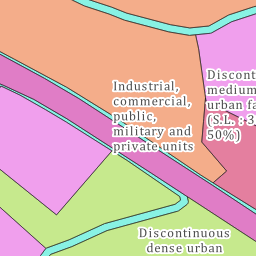 Industrial,
commercial,
public,
military and
private units
Discont
medium
urban fa
(S.L. : 3
50%)
Discontinuous
dense urban